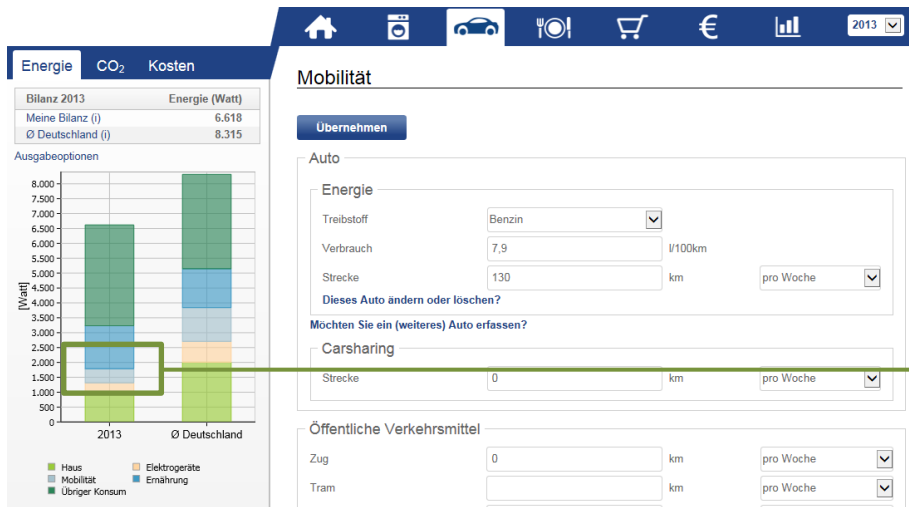 2013
Energie CO₂ Kosten
Bilanz 2013 Energie (Watt)
Meine Bilanz (i) 6.618
Ø Deutschland (i) 8.315
Ausgabeoptionen
[Watt]
8.000
7.500
7.000
6.500
6.000
5.500
5.000
4.500
4.000
3.500
3.000
2.500
2.000
1.500
1.000
500
0
2013 Ø Deutschland
Haus Elektrogeräte
Mobilität Ernährung
Übriger Konsum
Mobilität
Übernehmen
Auto
Energie
Treibstoff Benzin
Verbrauch 7,9 l/100km
Strecke 130 km pro Woche
Dieses Auto ändern oder löschen?
Möchten Sie ein (weiteres) Auto erfassen?
Carsharing
Strecke 0 km pro Woche
Öffentliche Verkehrsmittel
Zug 0 km pro Woche
Tram km pro Woche